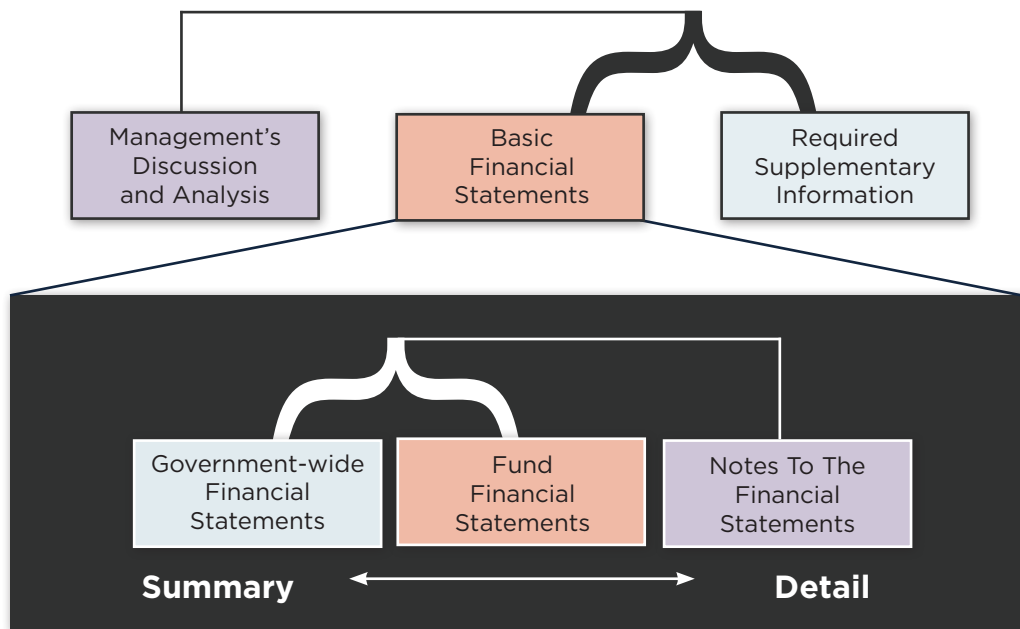 Management’s
Discussion
and Analysis
Basic
Financial
Statements
Required
Supplementary
Information
Government-wide
Financial
Statements
Fund
Financial
Statements
Notes To The
Financial
Statements
Summary
Detail